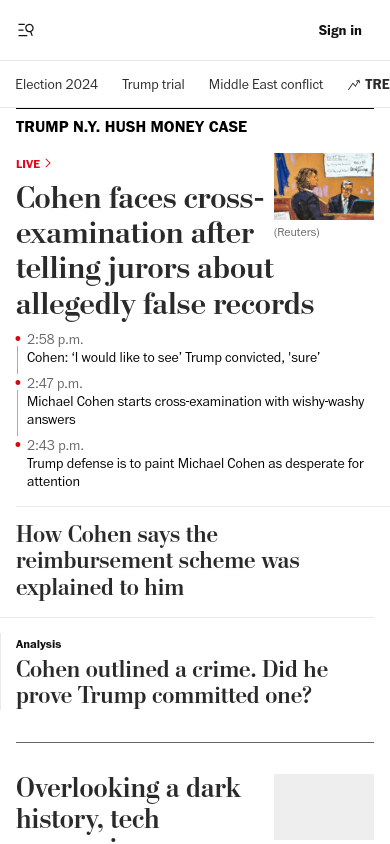 Sign in
Election 2024
Trump trial
Middle East conflict
TRE
TRUMP N.Y. HUSH MONEY CASE
LIVE
Cohen faces cross-
examination after
telling jurors about
allegedly false records
(Reuters)
2:58 p.m.
Cohen: ‘I would like to see’ Trump convicted, 'sure’
2:47 p.m.
Michael Cohen starts cross-examination with wishy-washy
answers
2:43 p.m.
Trump defense is to paint Michael Cohen as desperate for
attention
How Cohen says the
reimbursement scheme was
explained to him
Analysis
Cohen outlined a crime. Did he
prove Trump committed one?
Overlooking a dark
history, tech